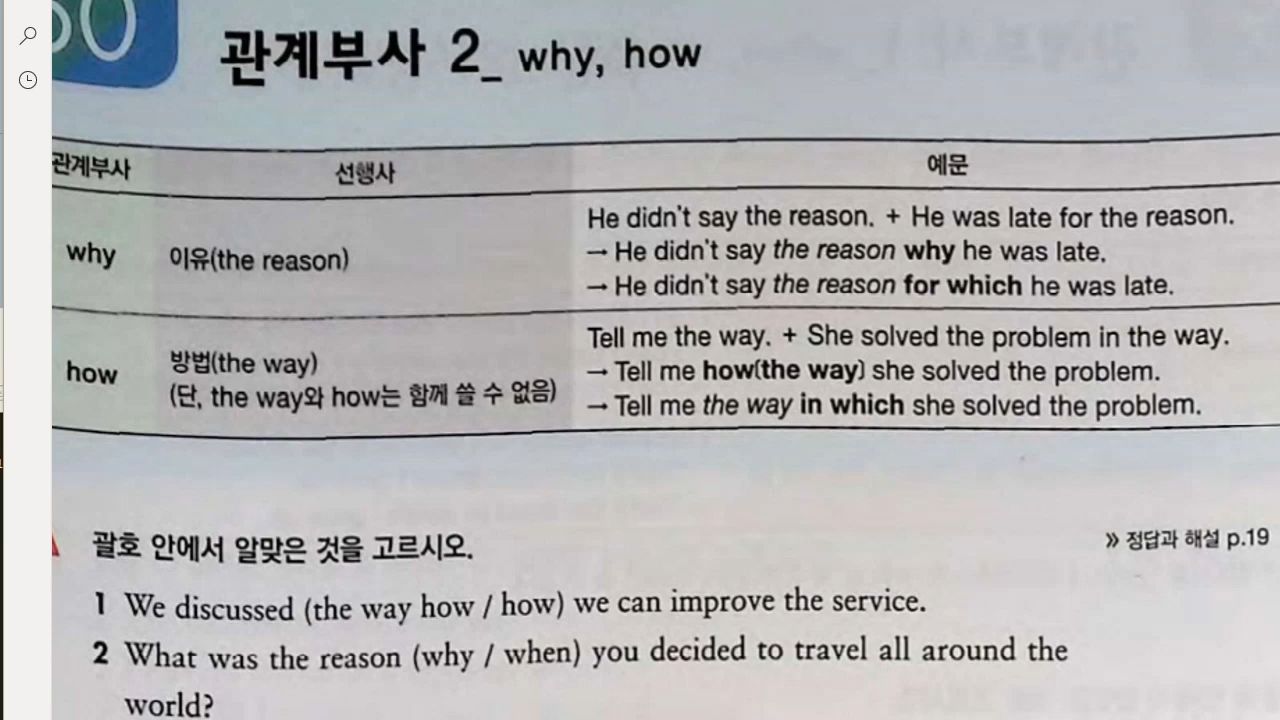 30
관계부사 2_ why, how
관계부사 선행사 예문
why 이유(the reason)
He didn't say the reason. + He was late for the reason.
→ He didn't say the reason why he was late.
→ He didn't say the reason for which he was late.
how 방법(the way)
(단, the way와 how는 함께 쓸 수 없음)
Tell me the way. + She solved the problem in the way.
→ Tell me how(the way) she solved the problem.
→ Tell me the way in which she solved the problem.
괄호 안에서 알맞은 것을 고르시오.
» 정답과 해설 p.19
1 We discussed (the way how / how) we can improve the service.
2 What was the reason (why / when) you decided to travel all around the
world?